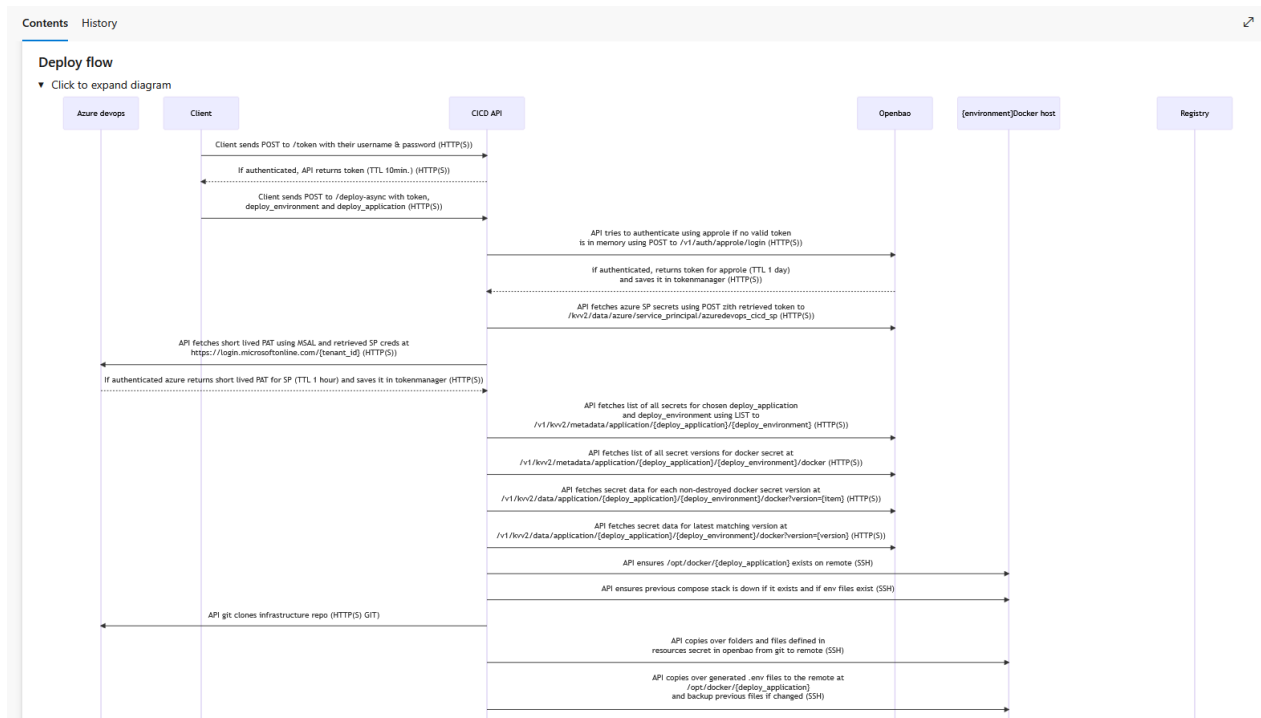 Contents History
Deploy flow
▼ Click to expand diagram
Azure devops
Client
CICD API
Openbao
[environment]Docker host
Registry
Client sends POST to /token with their username & password (HTTP(S))
If authenticated, API returns token (TTL 10min.) (HTTP(S))
Client sends POST to /deploy-async with token,
deploy_environment and deploy_application (HTTP(S))
API tries to authenticate using approle if no valid token
is in memory using POST to /v1/auth/approle/login (HTTP(S))
if authenticated, returns token for approle (TTL 1 day)
and saves it in tokenmanager (HTTP(S))
API fetches azure SP secrets using POST zith retrieved token to
/kvv2/data/azure/service_principal/azuredevops_cicd_sp (HTTP(S))
API fetches short lived PAT using MSAL and retrieved SP creds at
https://login.microsoftonline.com/{tenant_id} (HTTP(S))
If authenticated azure returns short lived PAT for SP (TTL 1 hour) and saves it in tokenmanager (HTTP(S))
API fetches list of all secrets for chosen deploy_application
and deploy_environment using LIST to
/v1/kvv2/metadata/application/{deploy_application}/{deploy_environment} (HTTP(S))
API fetches list of all secret versions for docker secret at
/v1/kvv2/metadata/application/{deploy_application}/{deploy_environment}/docker (HTTP(S))
API fetches secret data for each non-destroyed docker secret version at
/v1/kvv2/data/application/{deploy_application}/{deploy_environment}/docker?version={item} (HTTP(S))
API fetches secret data for latest matching version at
/v1/kvv2/data/application/{deploy_application}/{deploy_environment}/docker?version={version} (HTTP(S))
API ensures /opt/docker/{deploy_application} exists on remote (SSH)
API ensures previous compose stack is down if it exists and if env files exist (SSH)
API git clones infrastructure repo (HTTP(S) GIT)
API copies over folders and files defined in
resources secret in openbao from git to remote (SSH)
API copies over generated .env files to the remote at
/opt/docker/{deploy_application}
and backup previous files if changed (SSH)